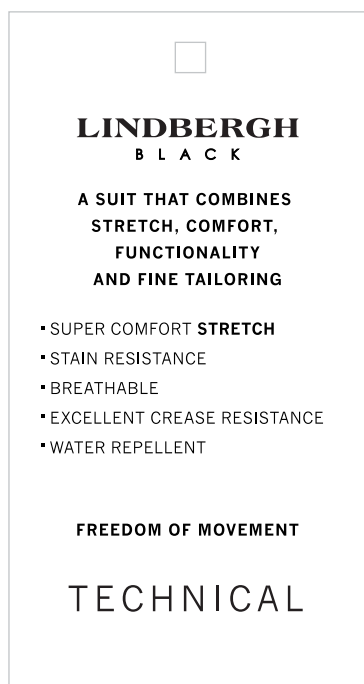 LINDBERGH
BLACK
A SUIT THAT COMBINES
STRETCH, COMFORT,
FUNCTIONALITY
AND FINE TAILORING
▪ SUPER COMFORT STRETCH
▪ STAIN RESISTANCE
▪ BREATHABLE
▪ EXCELLENT CREASE RESISTANCE
▪ WATER REPELLENT
FREEDOM OF MOVEMENT
TECHNICAL